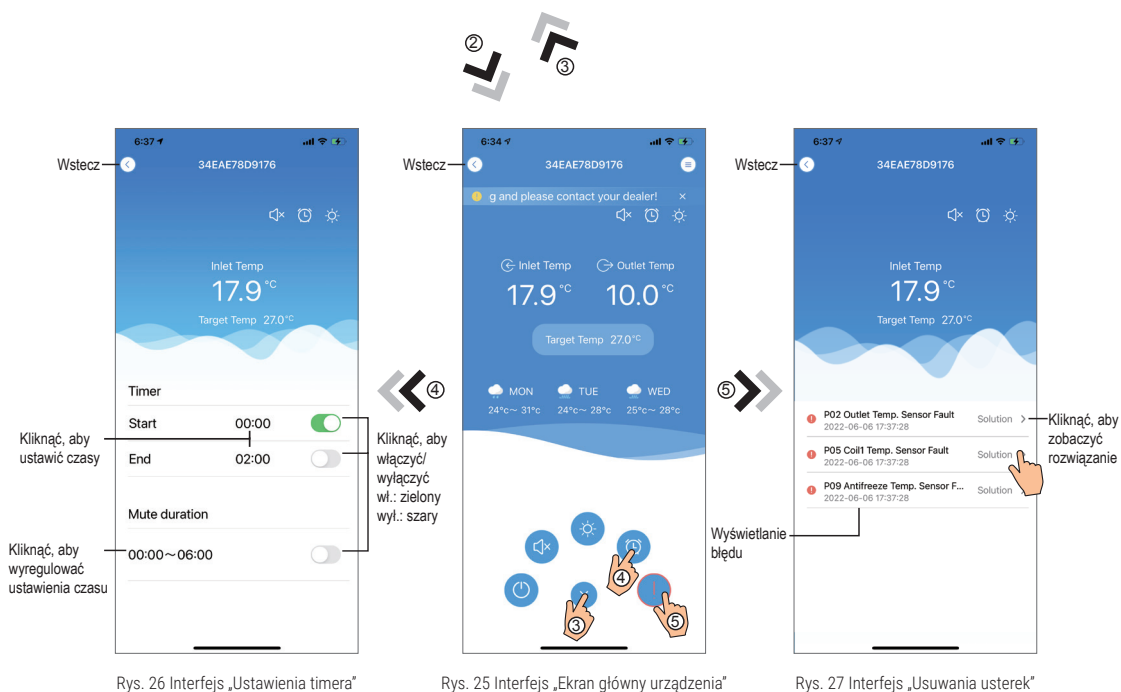 ②
③
6:37
34EAE78D9176
Wstecz
Inlet Temp
17.9 °C
Target Temp 27.0°C
Timer
Start 00:00
End 02:00
Mute duration
00:00～06:00
Kliknąć, aby
ustawić czasy
Kliknąć, aby
wyregulować
ustawienia czasu
Kliknąć, aby
włączyć/
wyłączyć
wł.: zielony
wył.: szary
④
Rys. 26 Interfejs „Ustawienia timera”
6:34
Wstecz
34EAE78D9176
g and please contact your dealer! ×
Inlet Temp Outlet Temp
17.9 °C 10.0 °C
Target Temp 27.0°C
MON TUE WED
24°c～ 31°c 24°c～ 28°c 25°c～ 28°c
④
③
⑤
Rys. 25 Interfejs „Ekran główny urządzenia”
⑤
6:37
Wstecz
34EAE78D9176
Inlet Temp
17.9 °C
Target Temp 27.0°C
P02 Outlet Temp. Sensor Fault Solution
2022-06-06 17:37:28
P05 Coil1 Temp. Sensor Fault Solution
2022-06-06 17:37:28
P09 Antifreeze Temp. Sensor F... Solution
2022-06-06 17:37:28
Kliknąć, aby
zobaczyć
rozwiązanie
Wyświetlanie
błędu
Rys. 27 Interfejs „Usuwania usterek”